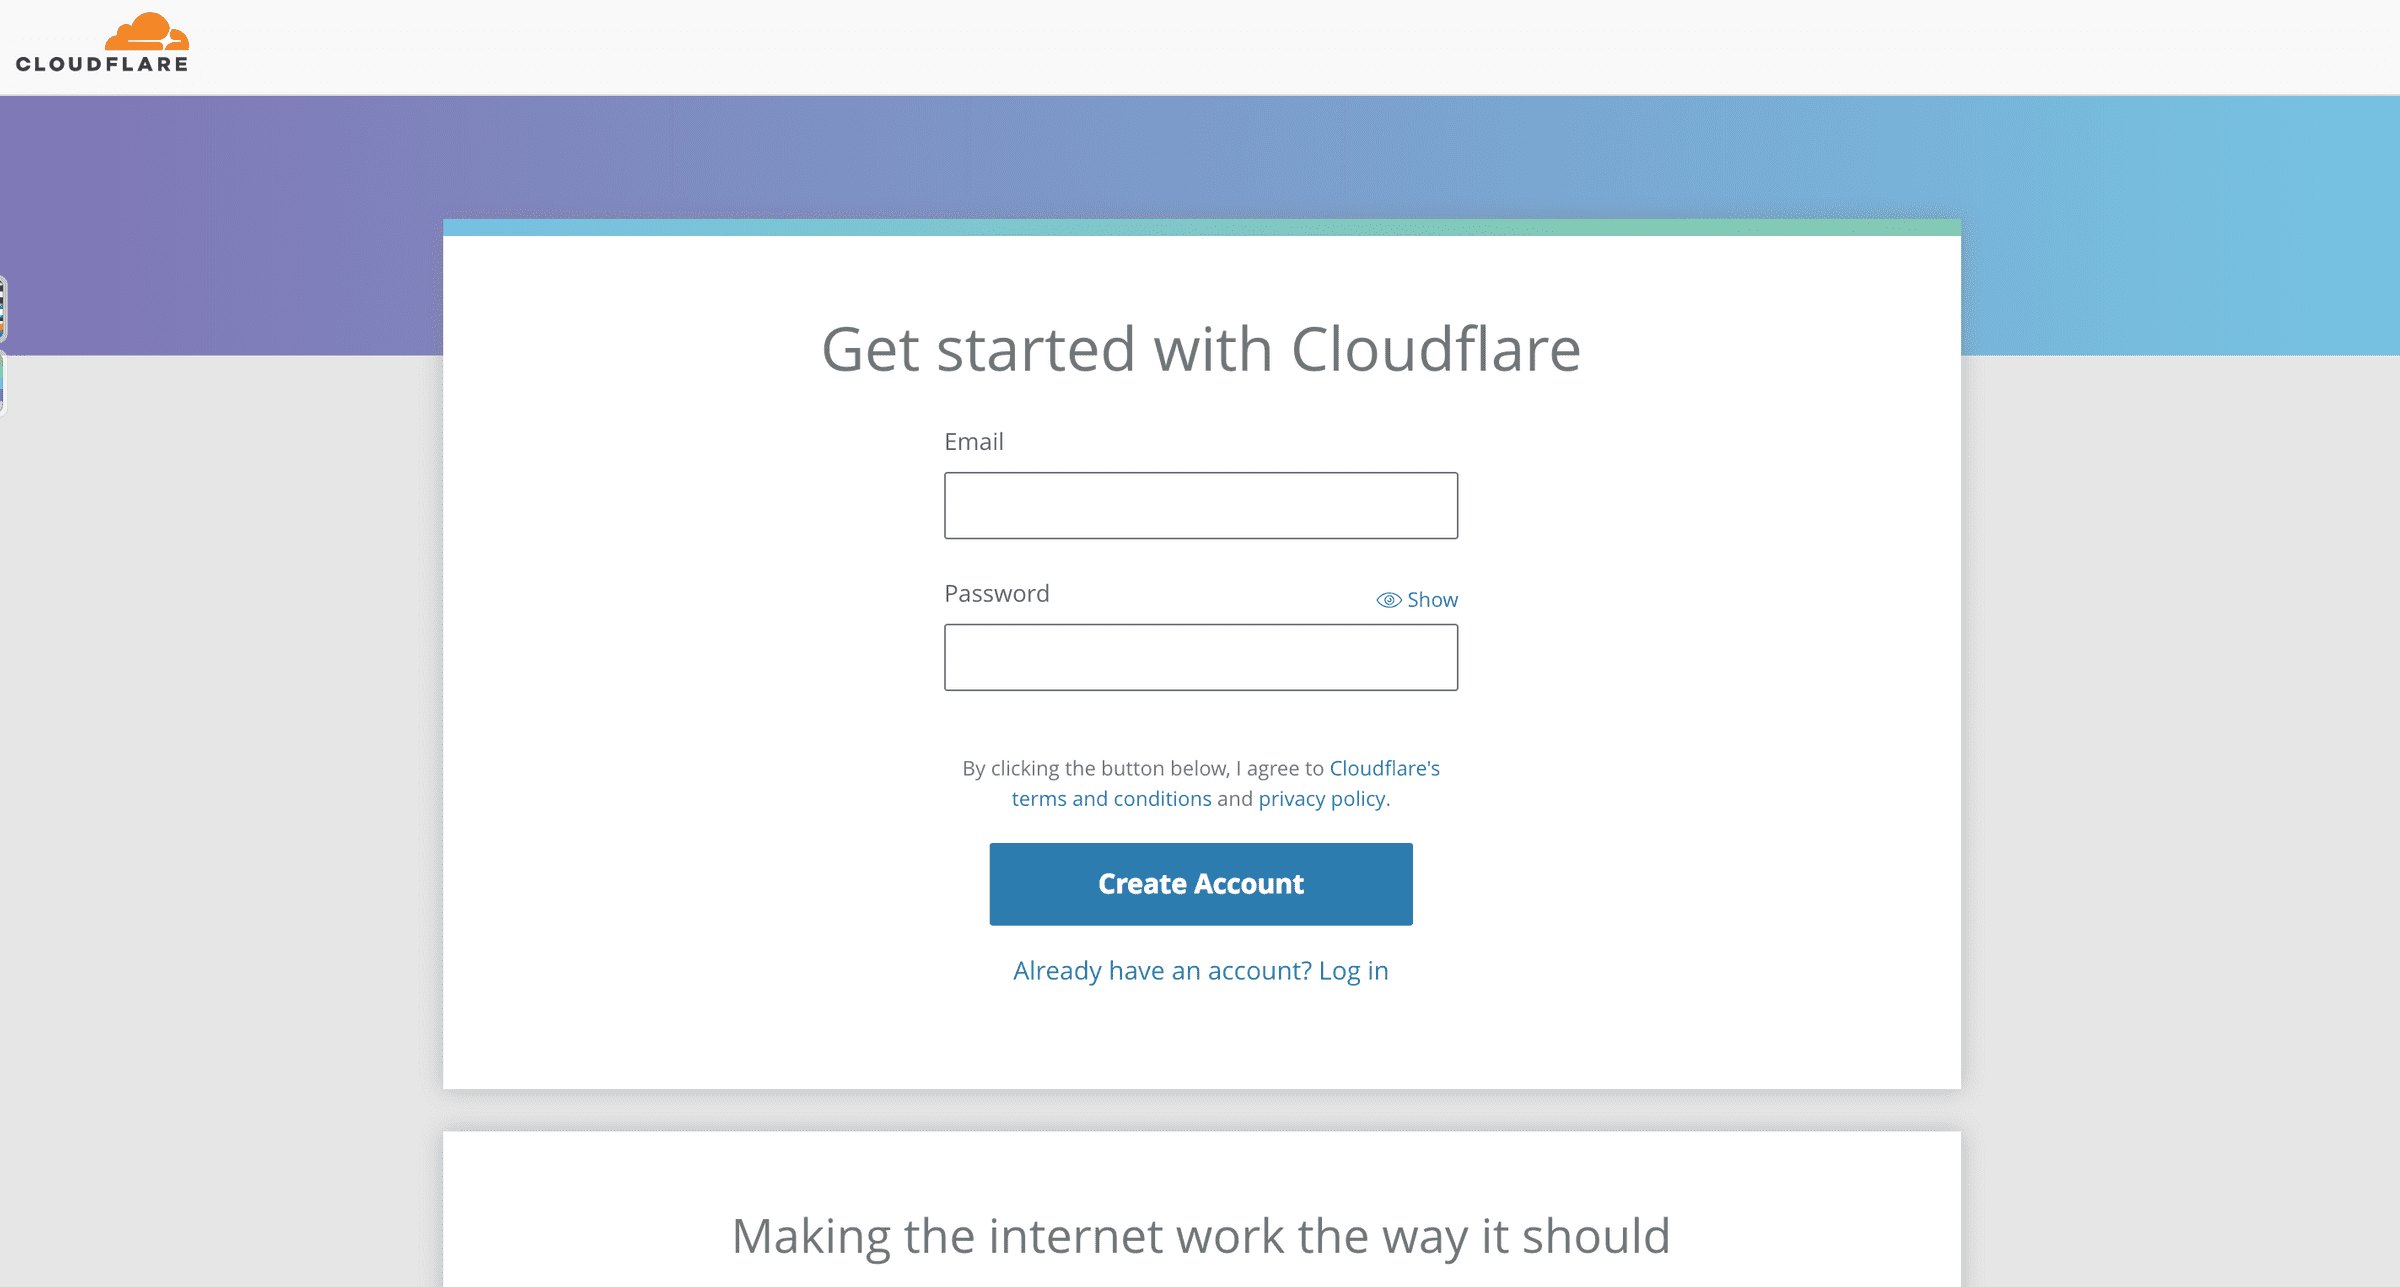 CLOUDFLARE
Get started with Cloudflare
Email
Password
Show
By clicking the button below, I agree to Cloudflare's
terms and conditions and privacy policy.
Create Account
Already have an account? Log in
Making the internet work the way it should